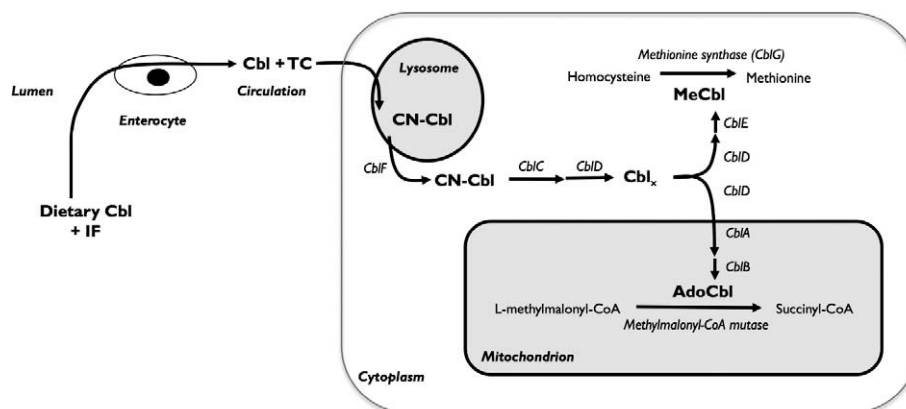 Lumen
Enterocyte
Dietary Cbl
+ IF
Cbl + TC
Circulation
Lysosome
CN-Cbl
CblF
CN-Cbl
CblC
CblD
Cblx
Methionine synthase (CblG)
Homocysteine
Methionine
MeCbl
CblE
CblD
CblD
CblA
CblB
AdoCbl
L-methylmalonyl-CoA
Succinyl-CoA
Methylmalonyl-CoA mutase
Mitochondrion
Cytoplasm